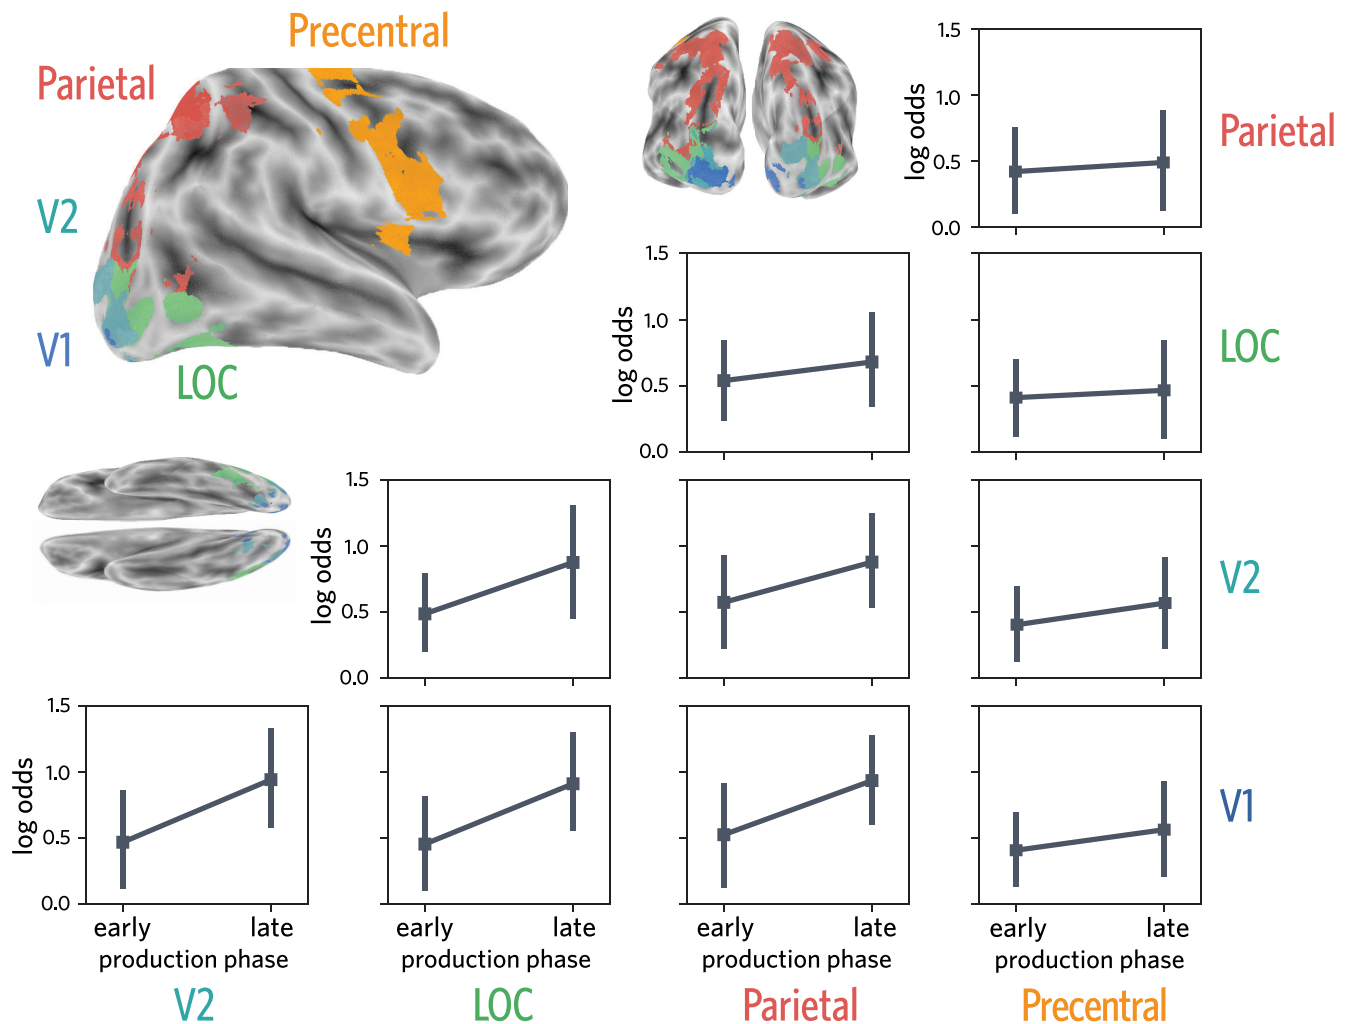 Precentral
Parietal
V2
V1
LOC
1.5
1.0
0.5
0.0
log odds
Parietal
1.5
1.0
0.5
0.0
log odds
LOC
1.5
1.0
0.5
0.0
log odds
V2
1.5
1.0
0.5
0.0
log odds
V1
early late
production phase
V2
early late
production phase
LOC
early late
production phase
Parietal
early late
production phase
Precentral